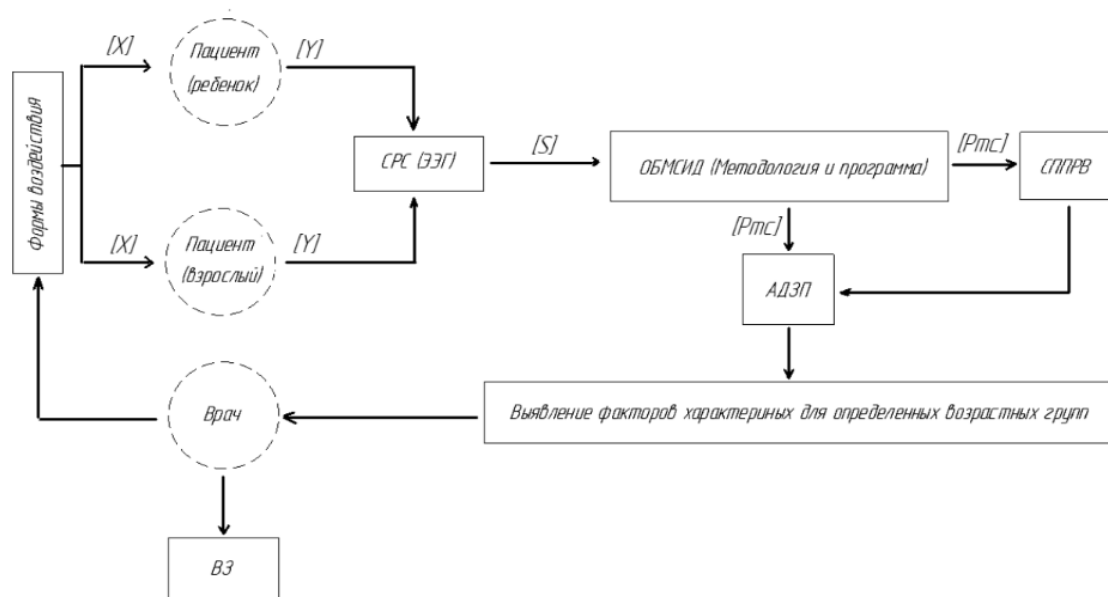 [X]
Пациент
(ребенок)
[Y]
Формы воздействия
СРС (ЭЭГ)
[S]
ОБМСИД (Методология и программа)
[Pmc]
СППРВ
[X]
Пациент
(взрослый)
[Y]
[Pmc]
АДЗП
Врач
Выявление факторов характериных для определенных возрастных групп
ВЗ